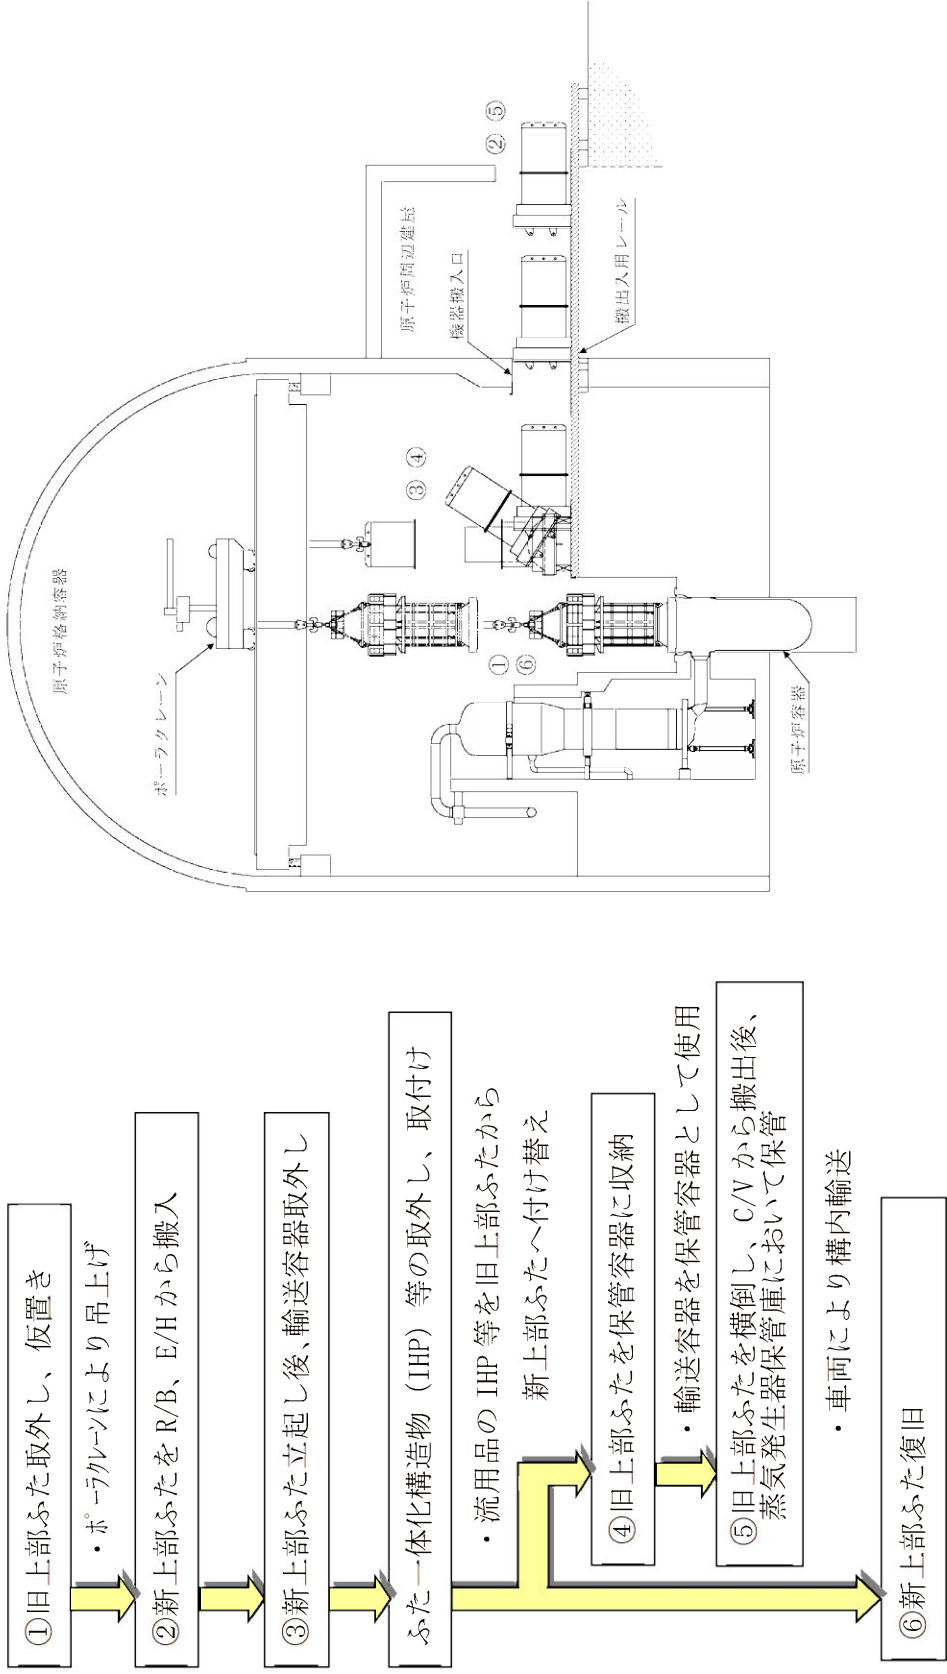 ①旧上部ふた取外し、仮置き
・ポーラクレーンにより吊上げ
②新上部ふたをR/B、E/Hから搬入
③新上部ふた立起し後、輸送容器取外し
ふた一体化構造物（IHP）等の取外し、取付け
・流用品のIHP等を旧上部ふたから
新上部ふたへ付け替え
④旧上部ふたを保管容器に収納
・輸送容器を保管容器として使用
⑤旧上部ふたを横倒し、C/Vから搬出後、
蒸気発生器保管庫において保管
・車両により構内輸送
⑥新上部ふた復旧
原子炉格納容器
ポーラクレーン
③ ④
① ⑥
原子炉周辺建屋
機器搬入口
② ⑤
搬出入用レール
原子炉容器